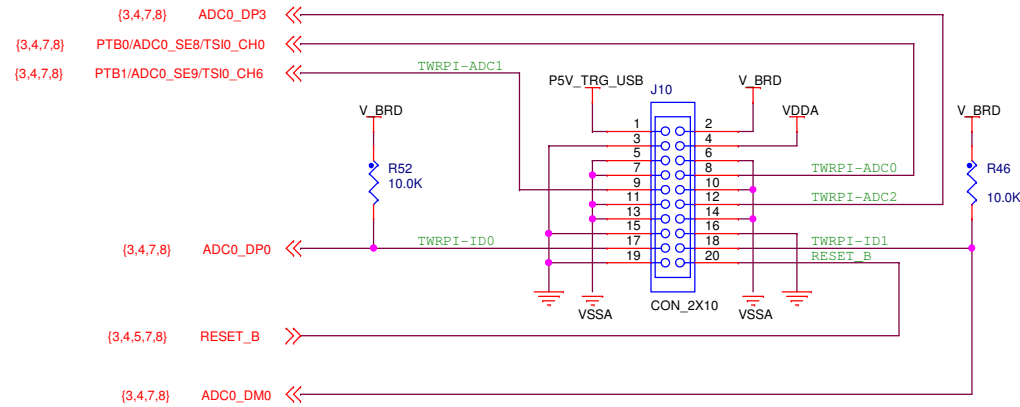 {3,4,7,8} ADC0_DP3
{3,4,7,8} PTB0/ADC0_SE8/TSI0_CH0
{3,4,7,8} PTB1/ADC0_SE9/TSI0_CH6
TWRPI-ADC1
P5V_TRG_USB
V_BRD
J10
V_BRD
VDDA
V_BRD
1 2
3 4
5 6
7 8
9 10
11 12
13 14
15 16
17 18
19 20
R52
10.0K
TWRPI-ADC0
R46
10.0K
TWRPI-ADC2
{3,4,7,8} ADC0_DP0
TWRPI-ID0
TWRPI-ID1
RESET_B
VSSA
CON_2X10
VSSA
{3,4,5,7,8} RESET_B
{3,4,7,8} ADC0_DM0